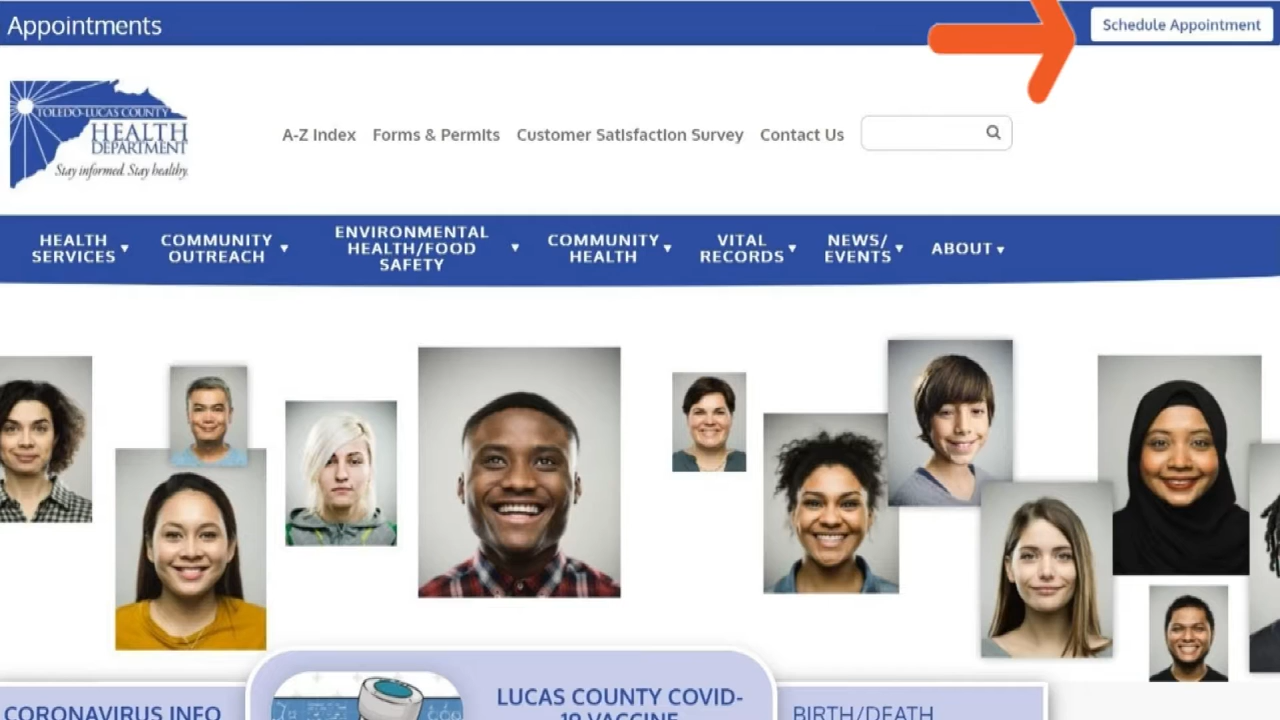 Appointments
Schedule Appointment
TOLEDO-LUCAS COUNTY
HEALTH
DEPARTMENT
Stay informed. Stay healthy.
A-Z Index Forms & Permits Customer Satisfaction Survey Contact Us
HEALTH
SERVICES
COMMUNITY
OUTREACH
ENVIRONMENTAL
HEALTH/FOOD
SAFETY
COMMUNITY
HEALTH
VITAL
RECORDS
NEWS/
EVENTS
ABOUT
CORONAVIRUS INFO
LUCAS COUNTY COVID-
19 VACCINE
BIRTH/DEATH